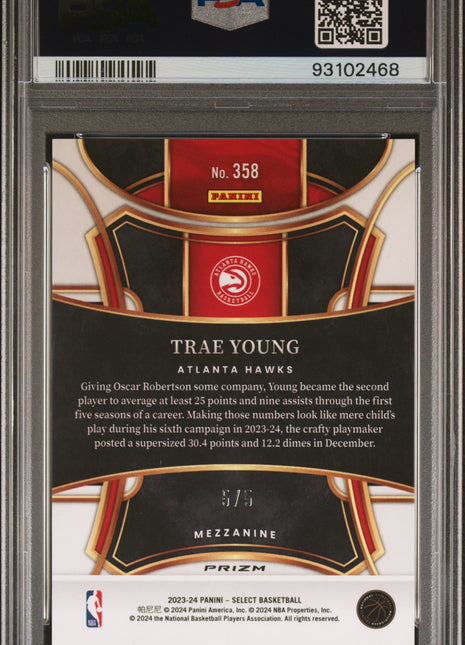 93102468
No. 358
PANINI
ATLANTA HAWKS
BASKETBALL
TRAE YOUNG
ATLANTA HAWKS
Giving Oscar Robertson some company, Young became the second
player to average at least 25 points and nine assists through the first
five seasons of a career. Making those numbers look like mere child's
play during his sixth campaign in 2023-24, the crafty playmaker
posted a supersized 30.4 points and 12.2 dimes in December.
5/5
MEZZANINE
PRIZM
2023-24 PANINI – SELECT BASKETBALL
帕尼尼 © 2024 Panini America, Inc. © 2024 NBA Properties, Inc.
© 2024 the National Basketball Players Association. All rights reserved.
NBA